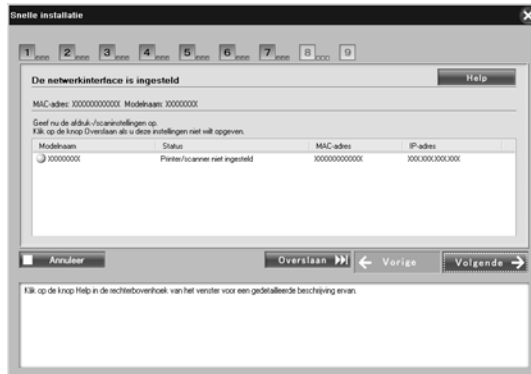 Snelle installatie
1 2 3 4 5 6 7 8 9
De netwerkinterface is ingesteld
Help
MAC-adres: XXXXXXXXXXXX Modelnaam: XXXXXXXX
Geef nu de afdruk-/scaninstellingen op.
Klik op de knop Overslaan als u deze instellingen niet wilt opgeven.
Modelnaam Status MAC-adres IP-adres
XXXXXXXX Printer/scanner niet ingesteld XXXXXXXXXXXX XXX.XXX.XXX.XXX
Annuleer Overslaan Vorige Volgende
Klik op de knop Help in de rechterbovenhoek van het venster voor een gedetailleerde beschrijving ervan.